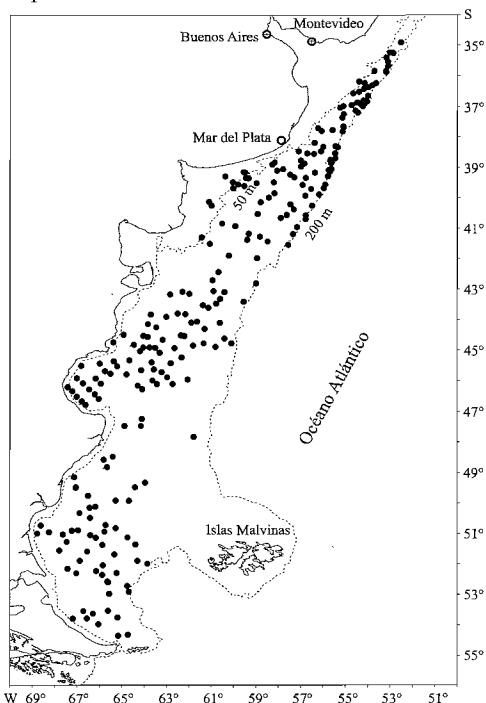 S
Montevideo
35°
Buenos Aires
37°
Mar del Plata
39°
50 m
200 m
41°
43°
45°
Océano Atlántico
47°
49°
Islas Malvinas
51°
53°
55°
W 69° 67° 65° 63° 61° 59° 57° 55° 53° 51°